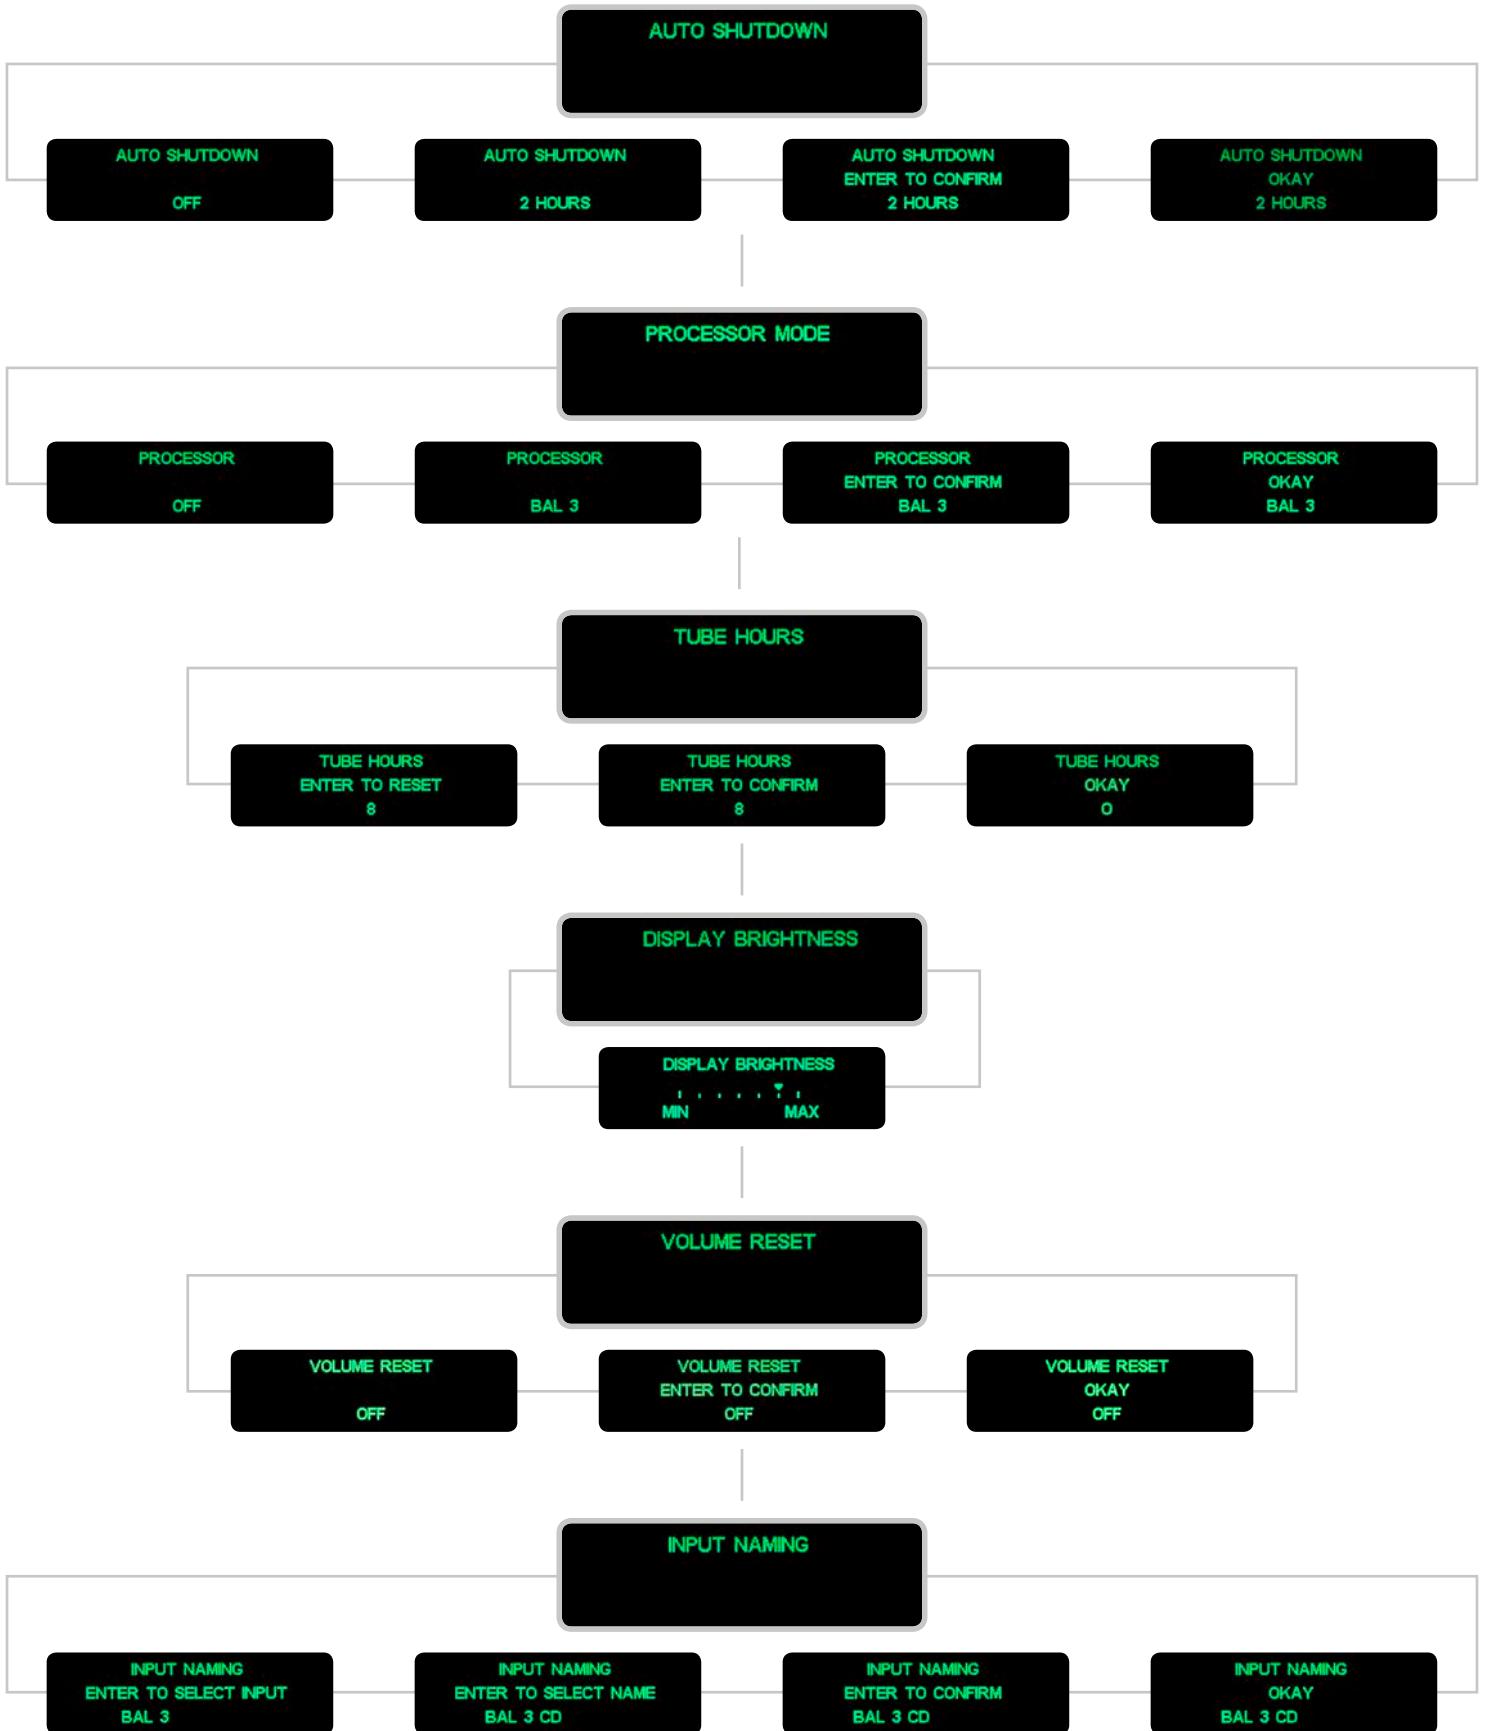 AUTO SHUTDOWN
AUTO SHUTDOWN
OFF
AUTO SHUTDOWN
2 HOURS
AUTO SHUTDOWN
ENTER TO CONFIRM
2 HOURS
AUTO SHUTDOWN
OKAY
2 HOURS
PROCESSOR MODE
PROCESSOR
OFF
PROCESSOR
BAL 3
PROCESSOR
ENTER TO CONFIRM
BAL 3
PROCESSOR
OKAY
BAL 3
TUBE HOURS
TUBE HOURS
ENTER TO RESET
8
TUBE HOURS
ENTER TO CONFIRM
8
TUBE HOURS
OKAY
0
DISPLAY BRIGHTNESS
DISPLAY BRIGHTNESS
MIN MAX
VOLUME RESET
VOLUME RESET
OFF
VOLUME RESET
ENTER TO CONFIRM
OFF
VOLUME RESET
OKAY
OFF
INPUT NAMING
INPUT NAMING
ENTER TO SELECT INPUT
BAL 3
INPUT NAMING
ENTER TO SELECT NAME
BAL 3 CD
INPUT NAMING
ENTER TO CONFIRM
BAL 3 CD
INPUT NAMING
OKAY
BAL 3 CD